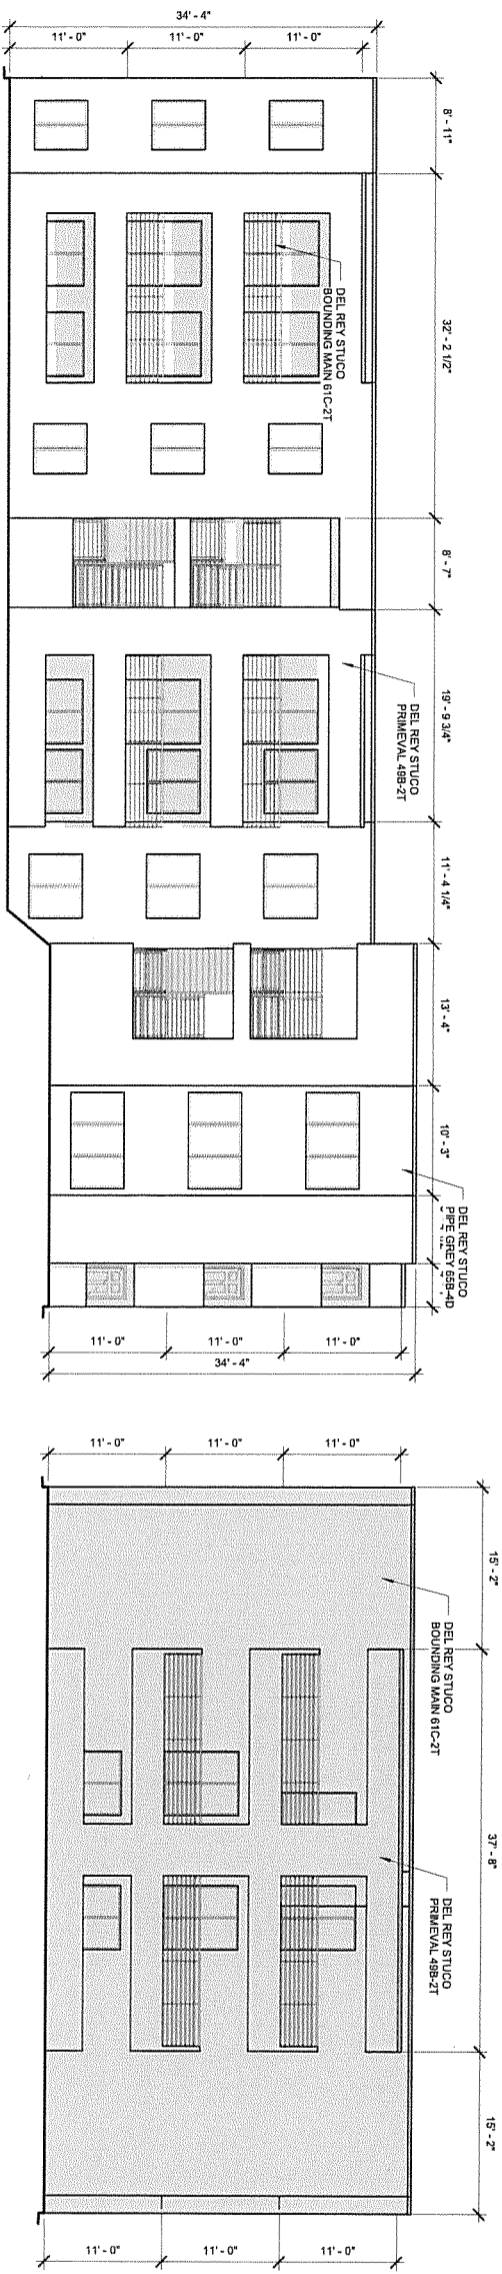 34' - 4"
11' - 0"
11' - 0"
11' - 0"
8' - 11"
32' - 2 1/2"
8' - 7"
19' - 9 3/4"
11' - 4 1/4"
13' - 4"
10' - 3"
DEL REY STUCO
BOUNDING MAIN 61C-2T
DEL REY STUCO
PRIMEVAL 49B-2T
DEL REY STUCO
PIPE GREY 65B-4D
11' - 0"
11' - 0"
11' - 0"
34' - 4"
11' - 0"
11' - 0"
11' - 0"
15' - 2"
37' - 8"
15' - 2"
DEL REY STUCO
BOUNDING MAIN 61C-2T
DEL REY STUCO
PRIMEVAL 49B-2T
11' - 0"
11' - 0"
11' - 0"